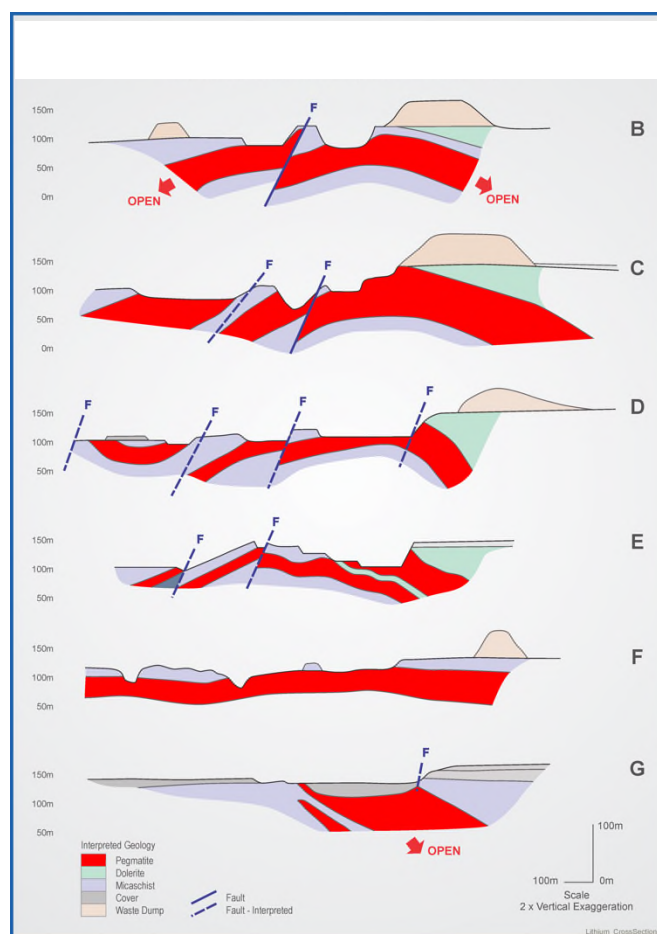 150m
F
B
100m
50m
0m
OPEN
OPEN
F
F
C
150m
100m
50m
0m
F
F
F
F
D
150m
100m
50m
F
F
E
150m
100m
50m
F
150m
100m
50m
F
G
150m
100m
50m
OPEN
Interpreted Geology
Pegmatite
Dolerite
Micaschist
Cover
Waste Dump
Fault
Fault - Interpreted
100m
100m
0m
Scale
2 x Vertical Exaggeration
Lithium_CrossSection